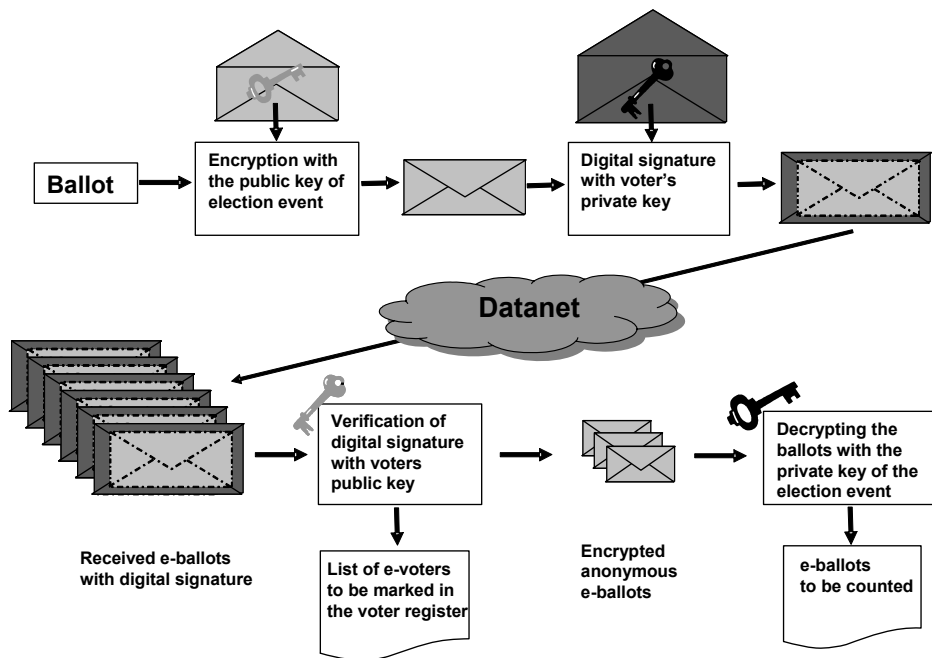 Ballot
Encryption with
the public key of
election event
Digital signature
with voter's
private key
Datanet
Verification of
digital signature
with voters
public key
Decrypting the
ballots with the
private key of the
election event
Received e-ballots
with digital signature
List of e-voters
to be marked in
the voter register
Encrypted
anonymous
e-ballots
e-ballots
to be counted